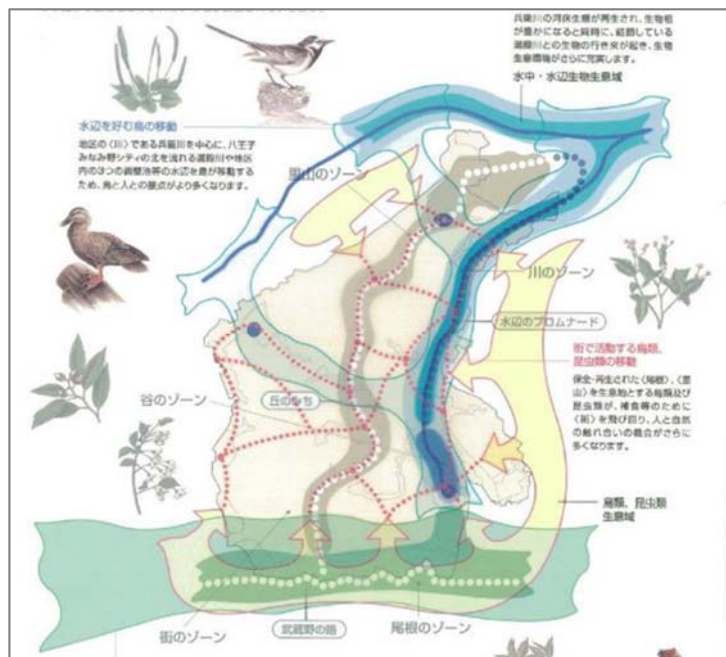 兵衛川の河床生態が再生され、生物相
が豊かになると同時に、結節している
湯殿川との生物の行き来が起き、生物
生息環境がさらに充実します。
水中・水辺生物生息域
水辺を好む鳥の移動
地区の〈川〉である兵衛川を中心に、八王子
みなみ野シティの北を流れる湯殿川や地区
内の3つの調整池等の水辺を鳥が移動する
ため、鳥と人との接点がより多くなります。
里山のゾーン
川のゾーン
水辺のプロムナード
街で活動する鳥類、
昆虫類の移動
保全・再生された〈尾根〉、〈里
山〉を生息地とする鳥類及び
昆虫類が、補食等のために
〈街〉を飛び回り、人と自然
の触れ合いの機会がさらに
多くなります。
谷のゾーン
丘のみち
鳥類、昆虫類
生息域
街のゾーン
武蔵野の路
尾根のゾーン